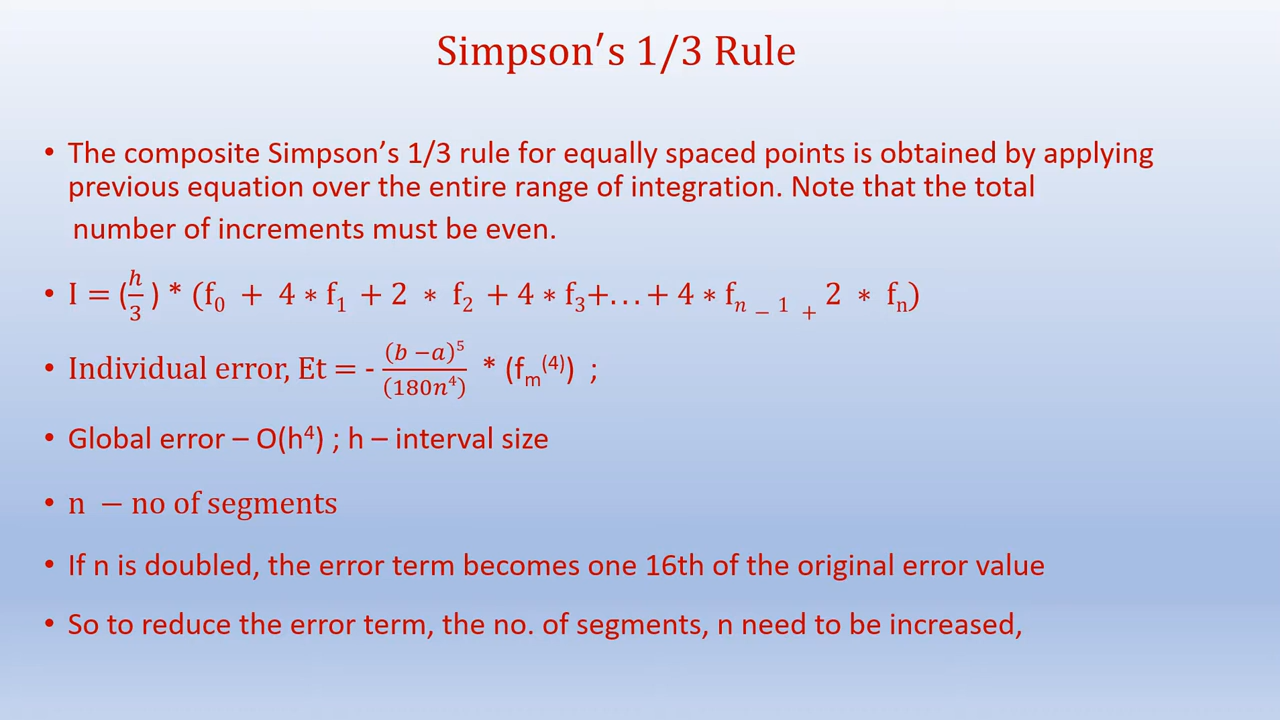 Simpson′s 1/3 Rule
• The composite Simpson’s 1/3 rule for equally spaced points is obtained by applying
previous equation over the entire range of integration. Note that the total
number of increments must be even.
• I = (h/3) * (f₀ + 4 ∗ f₁ + 2 ∗ f₂ + 4 ∗ f₃+…+ 4 ∗ fₙ ₋ ₁ ₊ 2 ∗ fₙ)
• Individual error, Et = - (b −a)⁵/(180n⁴) * (fₘ⁽⁴⁾) ;
• Global error – O(h⁴) ; h – interval size
• n − no of segments
• If n is doubled, the error term becomes one 16th of the original error value
• So to reduce the error term, the no. of segments, n need to be increased,